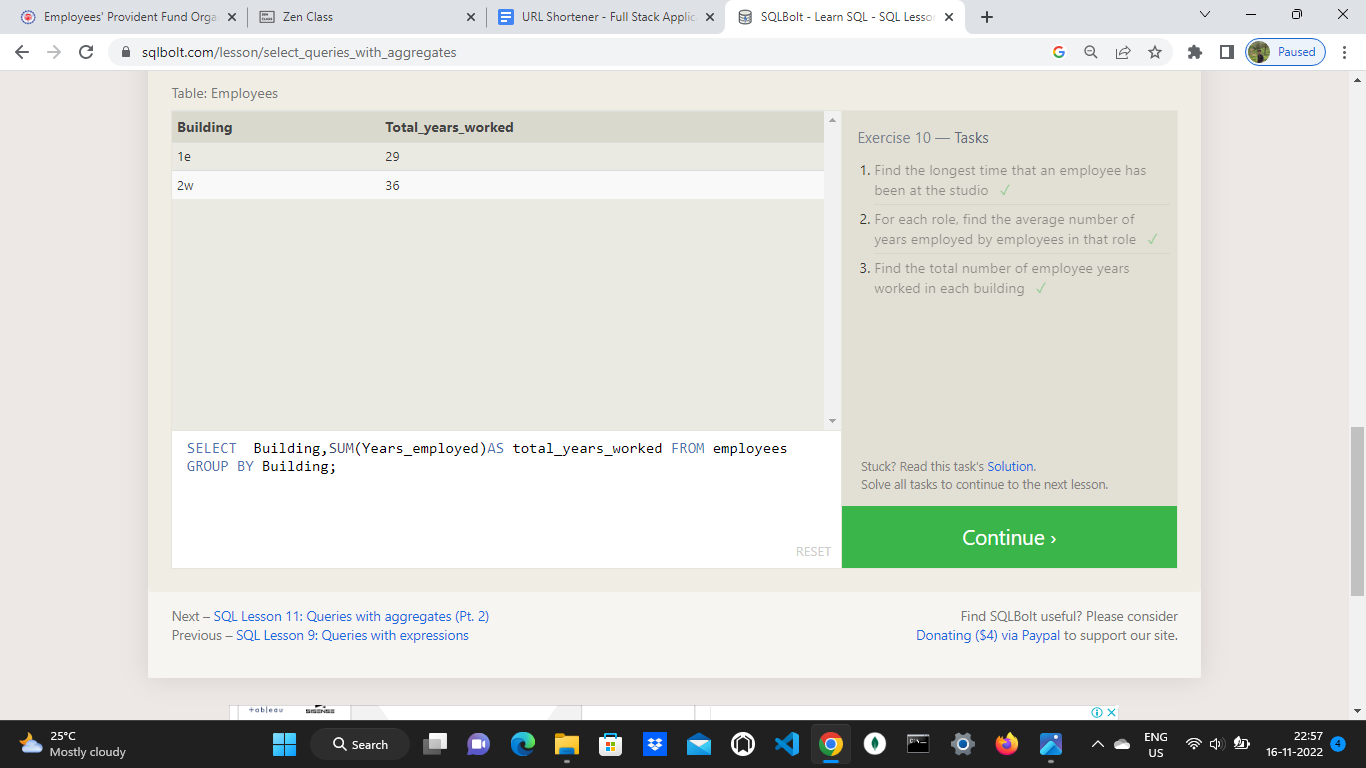 Employees' Provident Fund Orga
Zen Class
URL Shortener - Full Stack Applic
SQLBolt - Learn SQL - SQL Lesson
sqlbolt.com/lesson/select_queries_with_aggregates
Paused
Table: Employees
Building Total_years_worked
1e 29
2w 36
Exercise 10 — Tasks
1. Find the longest time that an employee has
been at the studio ✓
2. For each role, find the average number of
years employed by employees in that role ✓
3. Find the total number of employee years
worked in each building ✓
SELECT  Building,SUM(Years_employed)AS total_years_worked FROM employees
GROUP BY Building;
RESET
Stuck? Read this task's Solution.
Solve all tasks to continue to the next lesson.
Continue ›
Next – SQL Lesson 11: Queries with aggregates (Pt. 2)
Previous – SQL Lesson 9: Queries with expressions
Find SQLBolt useful? Please consider
Donating ($4) via Paypal to support our site.
+ableau
SISENSE
25°C
Mostly cloudy
Search
ENG
US
22:57
16-11-2022
4